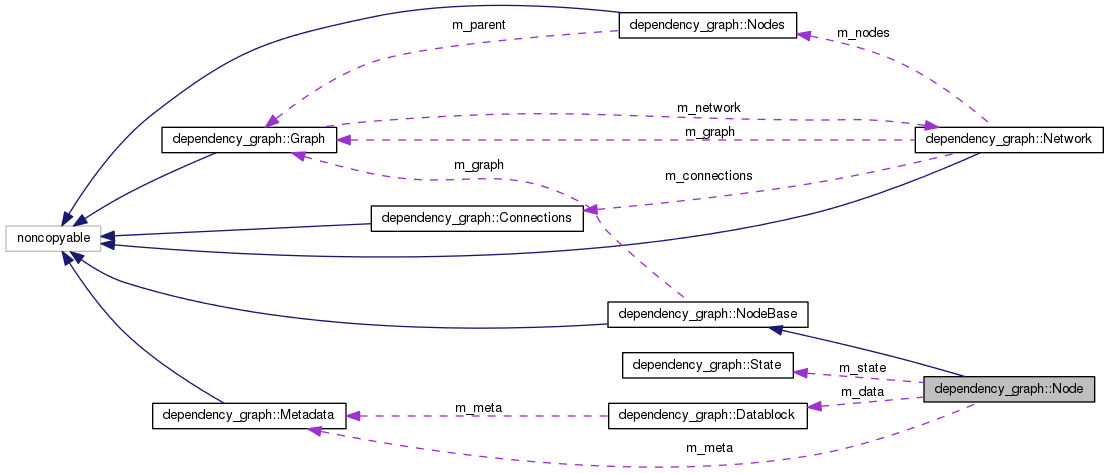 m_parent
dependency_graph::Nodes
m_nodes
m_network
dependency_graph::Graph
m_graph
dependency_graph::Network
m_graph
m_connections
dependency_graph::Connections
noncopyable
dependency_graph::NodeBase
dependency_graph::State
m_state
dependency_graph::Node
m_data
dependency_graph::Metadata
m_meta
dependency_graph::Datablock
m_meta